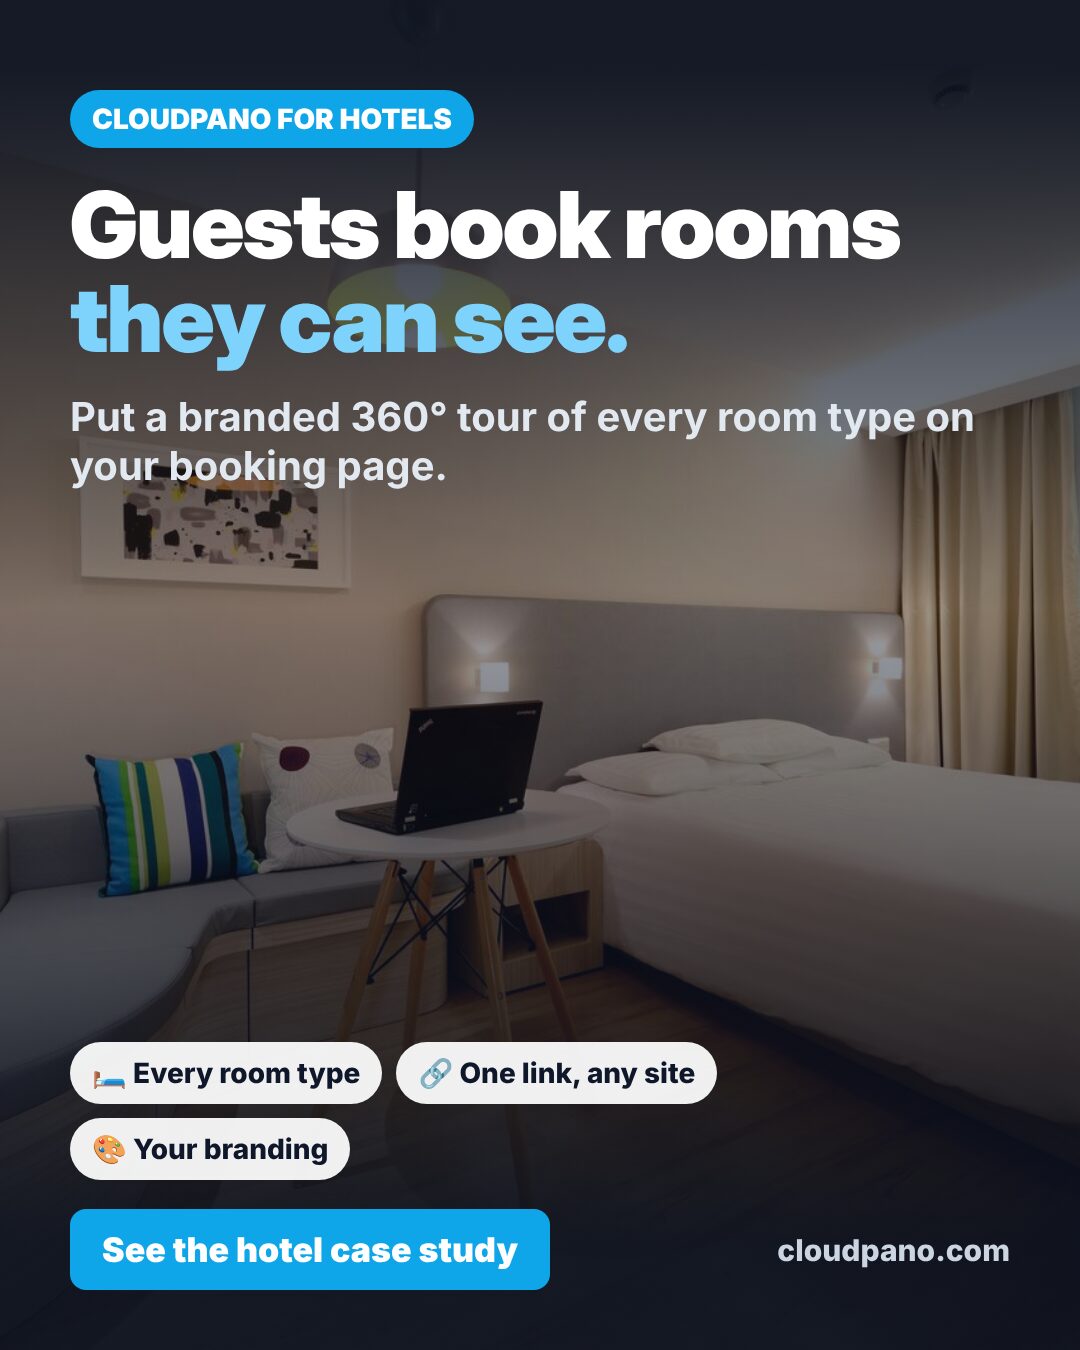 CLOUDPANO FOR HOTELS
Guests book rooms
they can see.
Put a branded 360° tour of every room type on
your booking page.
Every room type
One link, any site
Your branding
See the hotel case study
cloudpano.com